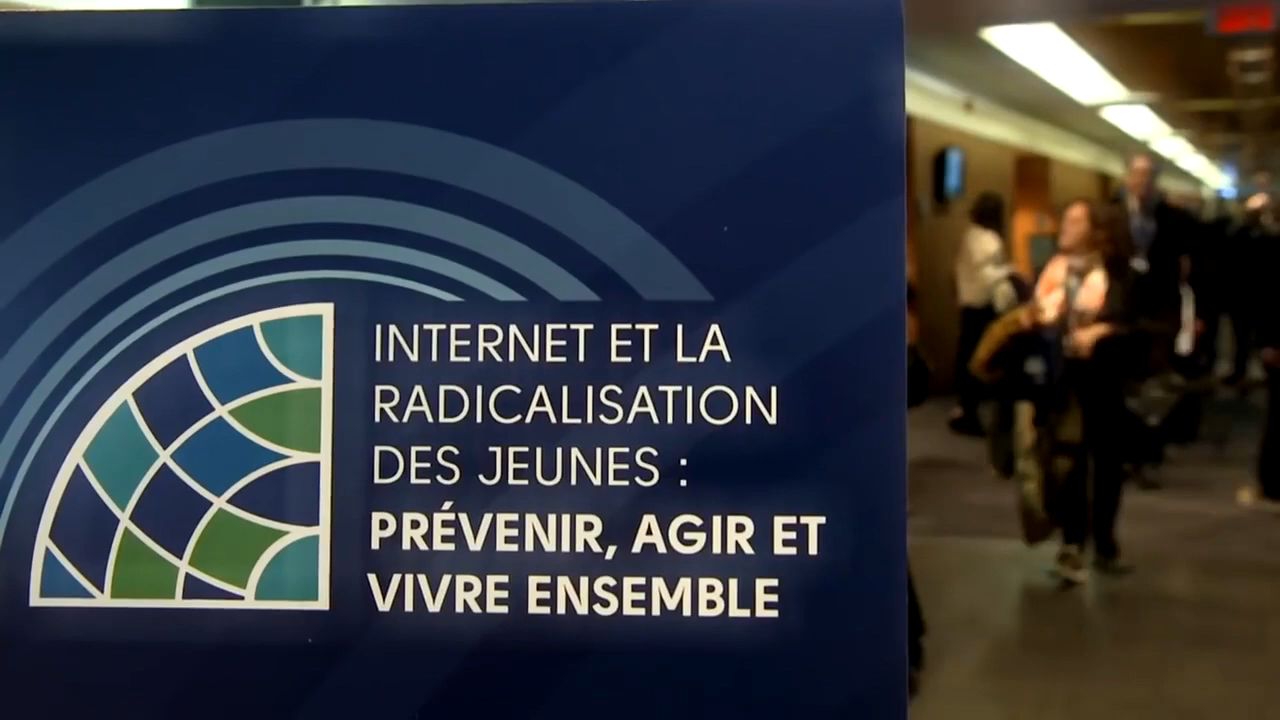 INTERNET ET LA
RADICALISATION
DES JEUNES :
PRÉVENIR, AGIR ET
VIVRE ENSEMBLE